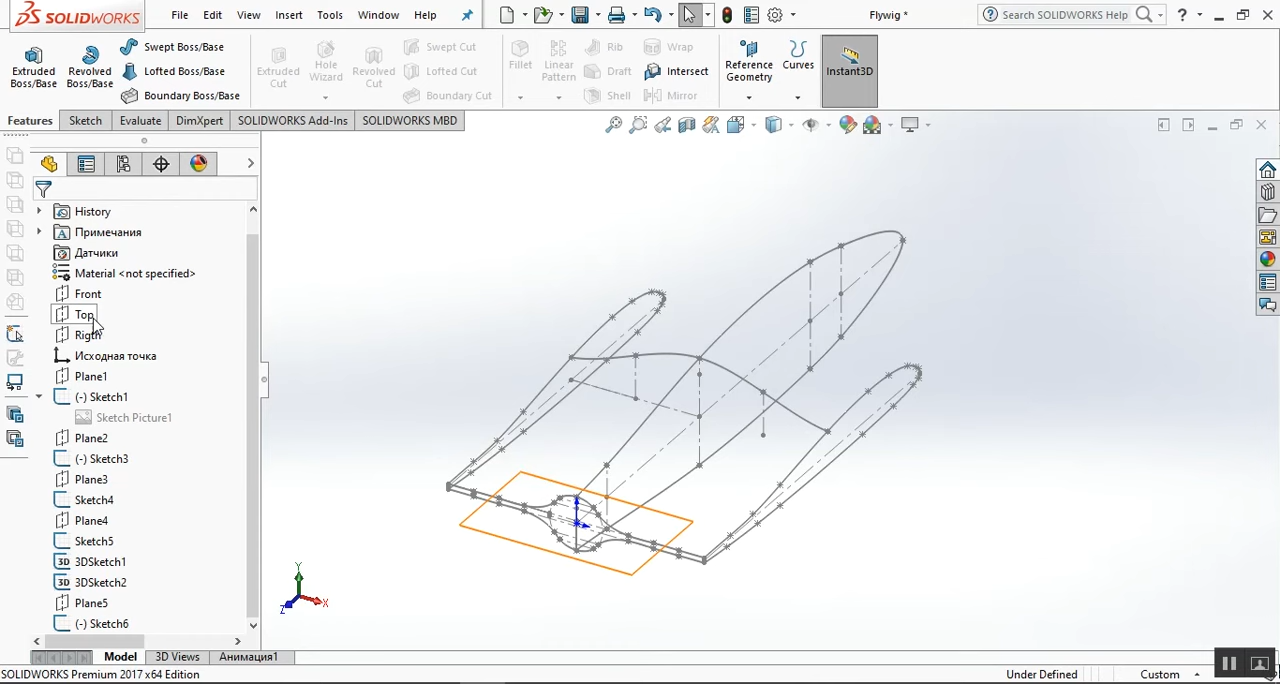 SOLIDWORKS
File Edit View Insert Tools Window Help
Flywig *
Search SOLIDWORKS Help
Extruded Boss/Base
Revolved Boss/Base
Swept Boss/Base
Lofted Boss/Base
Boundary Boss/Base
Extruded Cut
Hole Wizard
Revolved Cut
Swept Cut
Lofted Cut
Boundary Cut
Fillet
Linear Pattern
Rib
Draft
Shell
Wrap
Intersect
Mirror
Reference Geometry
Curves
Instant3D
Features Sketch Evaluate DimXpert SOLIDWORKS Add-Ins SOLIDWORKS MBD
History
Примечания
Датчики
Material <not specified>
Front
Top
Rigth
Исходная точка
Plane1
(-) Sketch1
Sketch Picture1
Plane2
(-) Sketch3
Plane3
Sketch4
Plane4
Sketch5
3D 3DSketch1
3D 3DSketch2
Plane5
(-) Sketch6
Y
X
Z
Model 3D Views Анимация1
SOLIDWORKS Premium 2017 x64 Edition
Under Defined
Custom